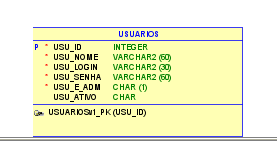 USUARIOS
P * USU_ID INTEGER
* USU_NOME VARCHAR2 (60)
* USU_LOGIN VARCHAR2 (30)
* USU_SENHA VARCHAR2 (60)
* USU_E_ADM CHAR (1)
USU_ATIVO CHAR
USUARIOSv1_PK (USU_ID)